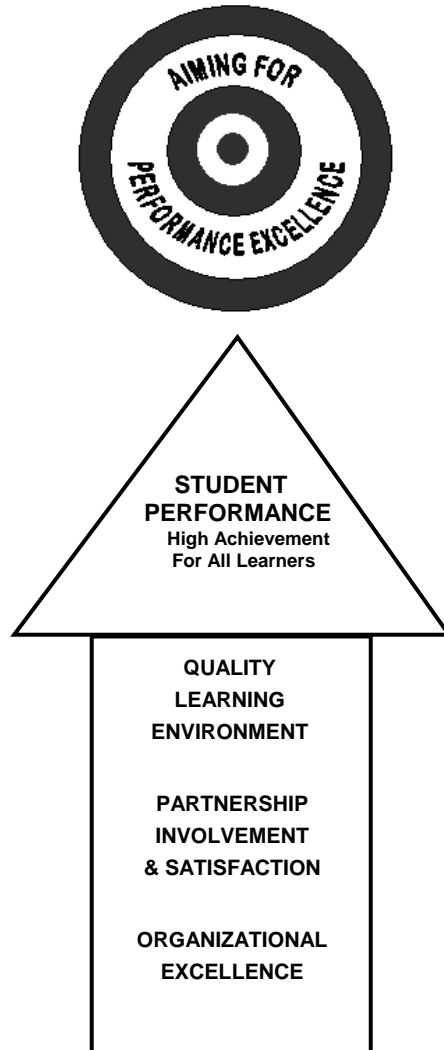 AIMING FOR
PERFORMANCE EXCELLENCE
STUDENT
PERFORMANCE
High Achievement
For All Learners
QUALITY
LEARNING
ENVIRONMENT
PARTNERSHIP
INVOLVEMENT
& SATISFACTION
ORGANIZATIONAL
EXCELLENCE